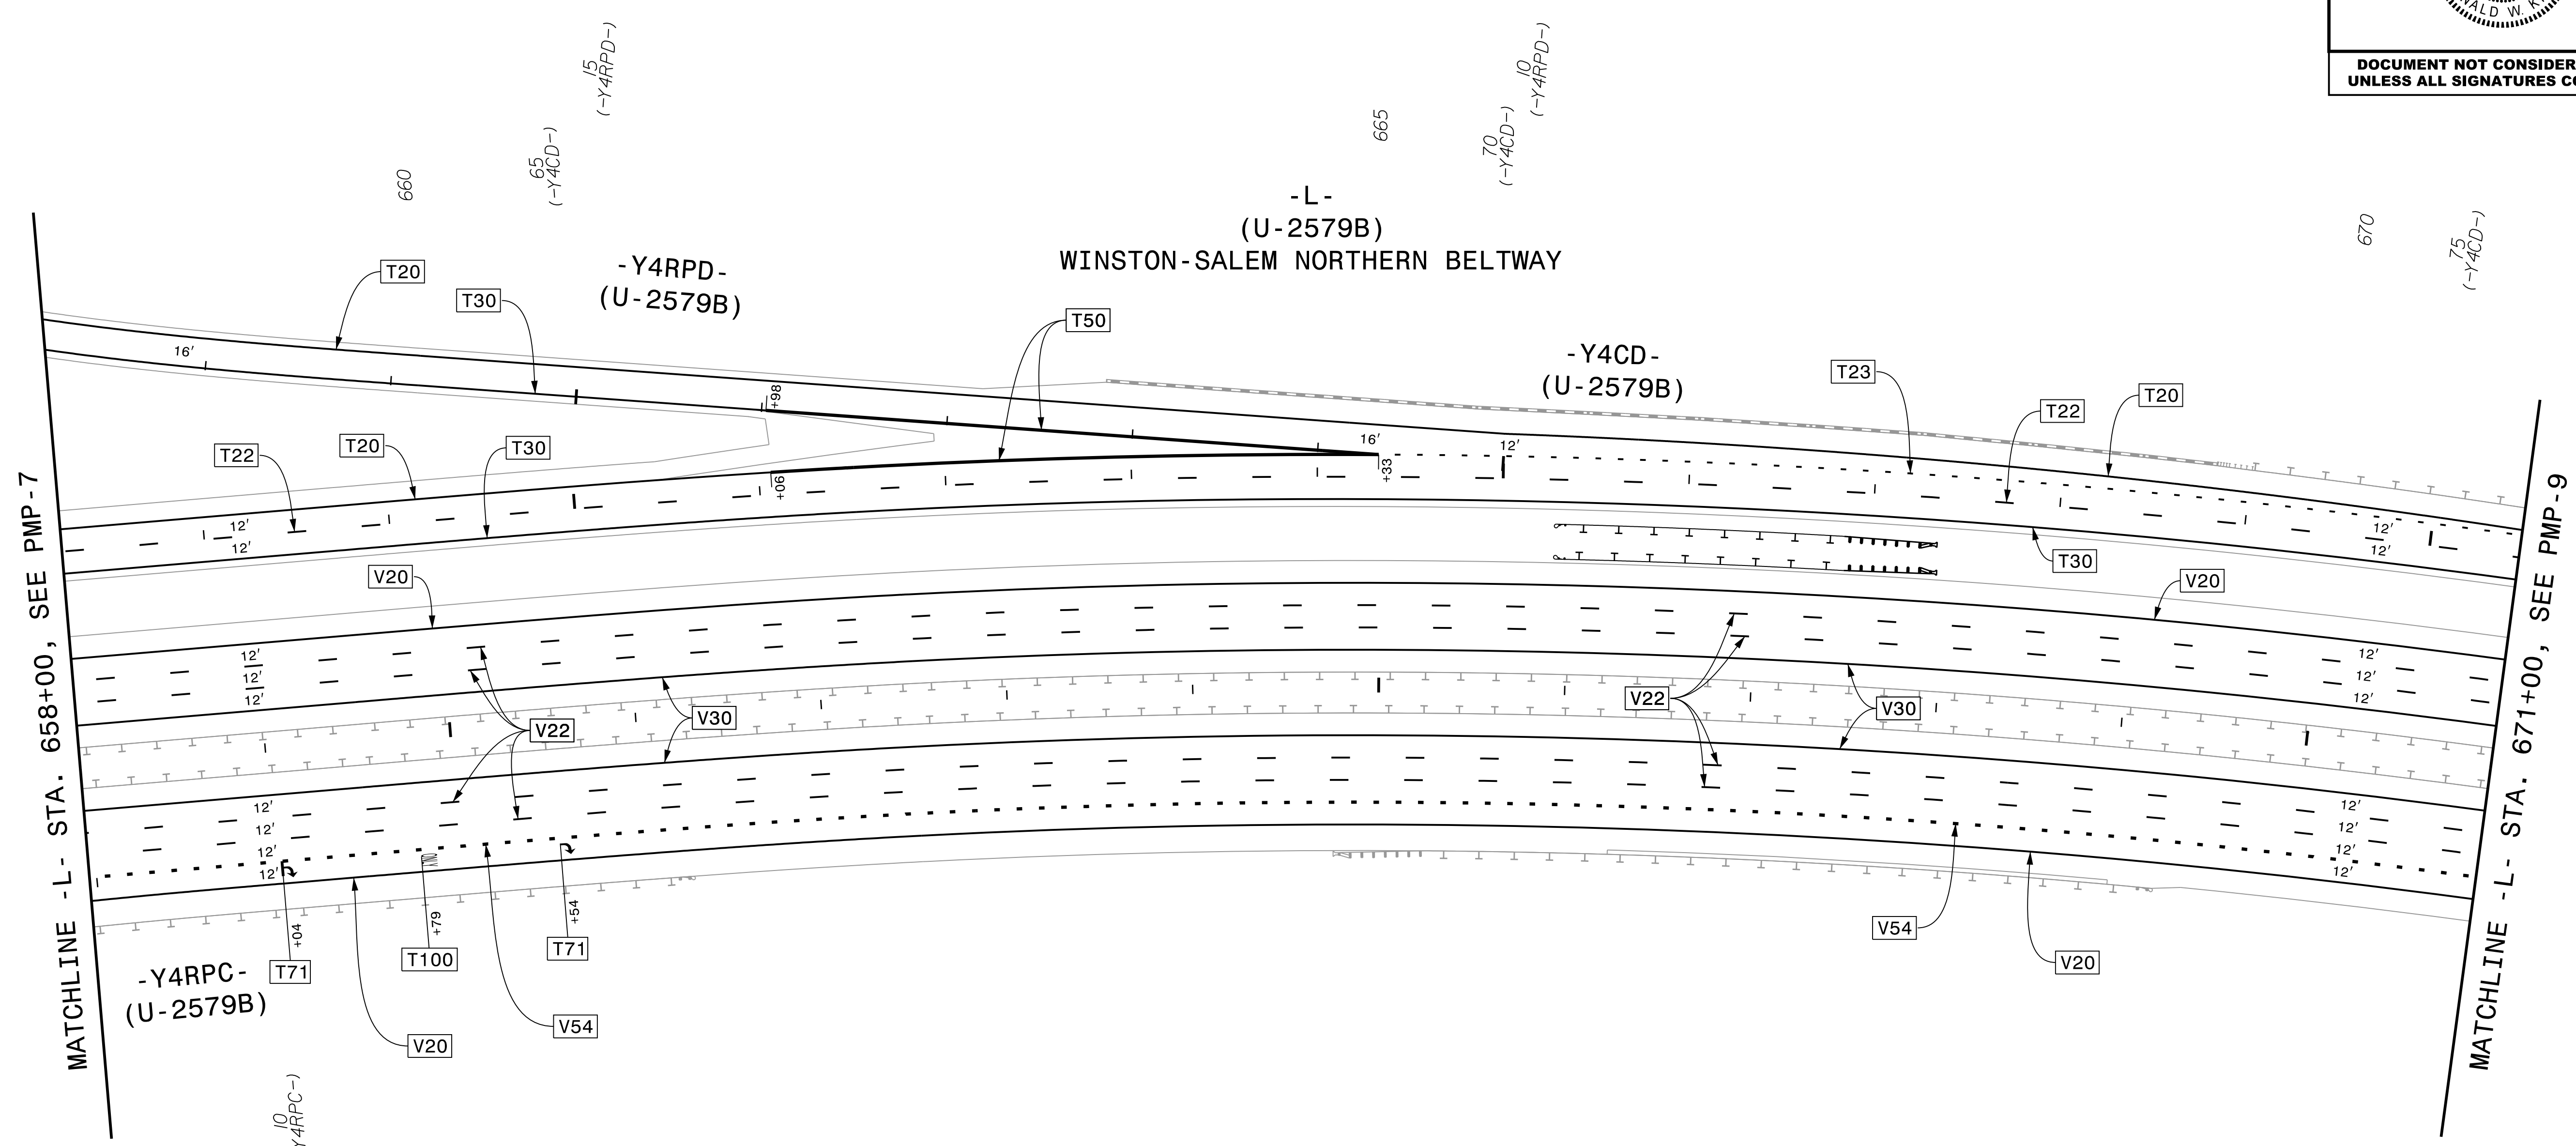 NALD W. K
DOCUMENT NOT CONSIDER
UNLESS ALL SIGNATURES CO
15
(-Y4RPD-)
10
(-Y4RPD-)
660
65
(-Y4CD-)
665
70
(-Y4CD-)
670
75
(-Y4CD-)
-L-
(U-2579B)
WINSTON-SALEM NORTHERN BELTWAY
-Y4RPD-
(U-2579B)
T20
T30
T50
-Y4CD-
(U-2579B)
T23
T20
T22
16'
+98
16'
12'
+33
T22
T20
T30
+06
12'
12'
12'
12'
T30
V20
V20
12'
12'
12'
12'
12'
12'
V22
V30
V22
V30
12'
12'
12'
12'
12'
12'
12'
12'
+04
+79
+54
T71
T100
T71
V54
V20
-Y4RPC-
(U-2579B)
V20
V54
10
Y4RPC-)
MATCHLINE -L- STA. 658+00, SEE PMP-7
MATCHLINE -L- STA. 671+00, SEE PMP-9